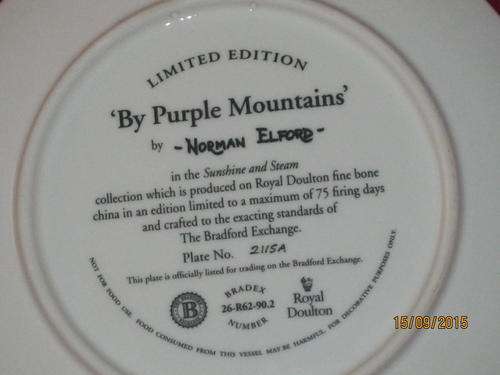 LIMITED EDITION
'By Purple Mountains'
by -NORMAN ELFORD-
in the Sunshine and Steam
collection which is produced on Royal Doulton fine bone
china in an edition limited to a maximum of 75 firing days
and crafted to the exacting standards of
The Bradford Exchange.
Plate No. 2115A
This plate is officially listed for trading on the Bradford Exchange.
B
BRADEX
26-R62-90.2
NUMBER
Royal
Doulton
NOT FOR FOOD USE. FOOD CONSUMED FROM THIS VESSEL MAY BE HARMFUL. FOR DECORATIVE PURPOSES ONLY.
15/09/2015